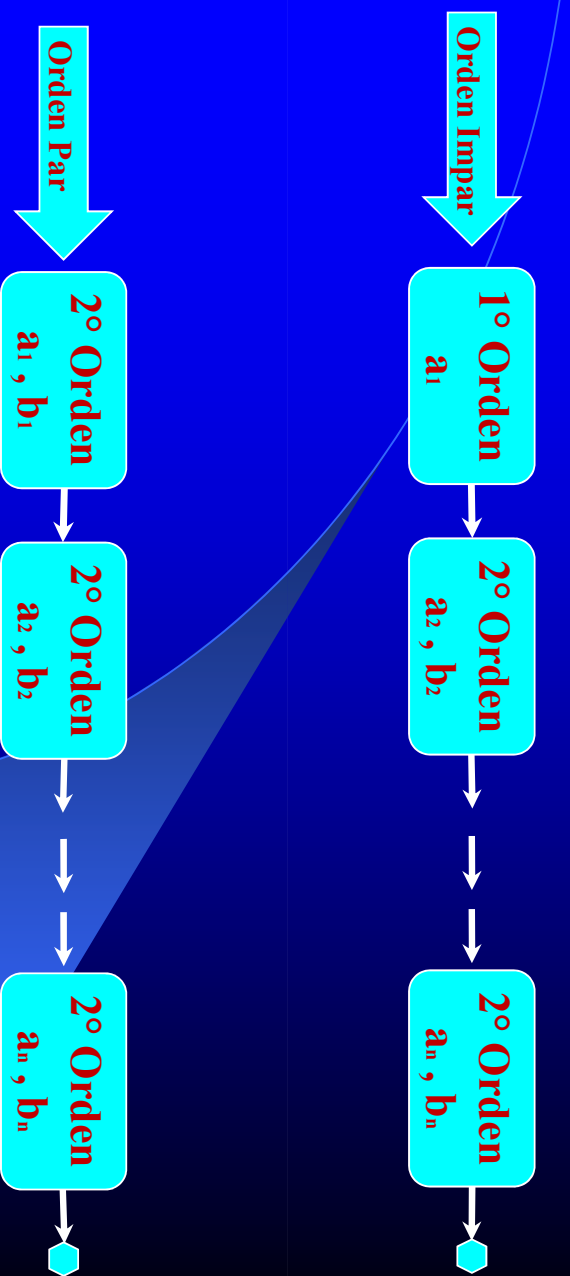 Orden Impar
1° Orden
a₁
2° Orden
a₂ , b₂
2° Orden
aₙ , bₙ
Orden Par
2° Orden
a₁ , b₁
2° Orden
a₂ , b₂
2° Orden
aₙ , bₙ